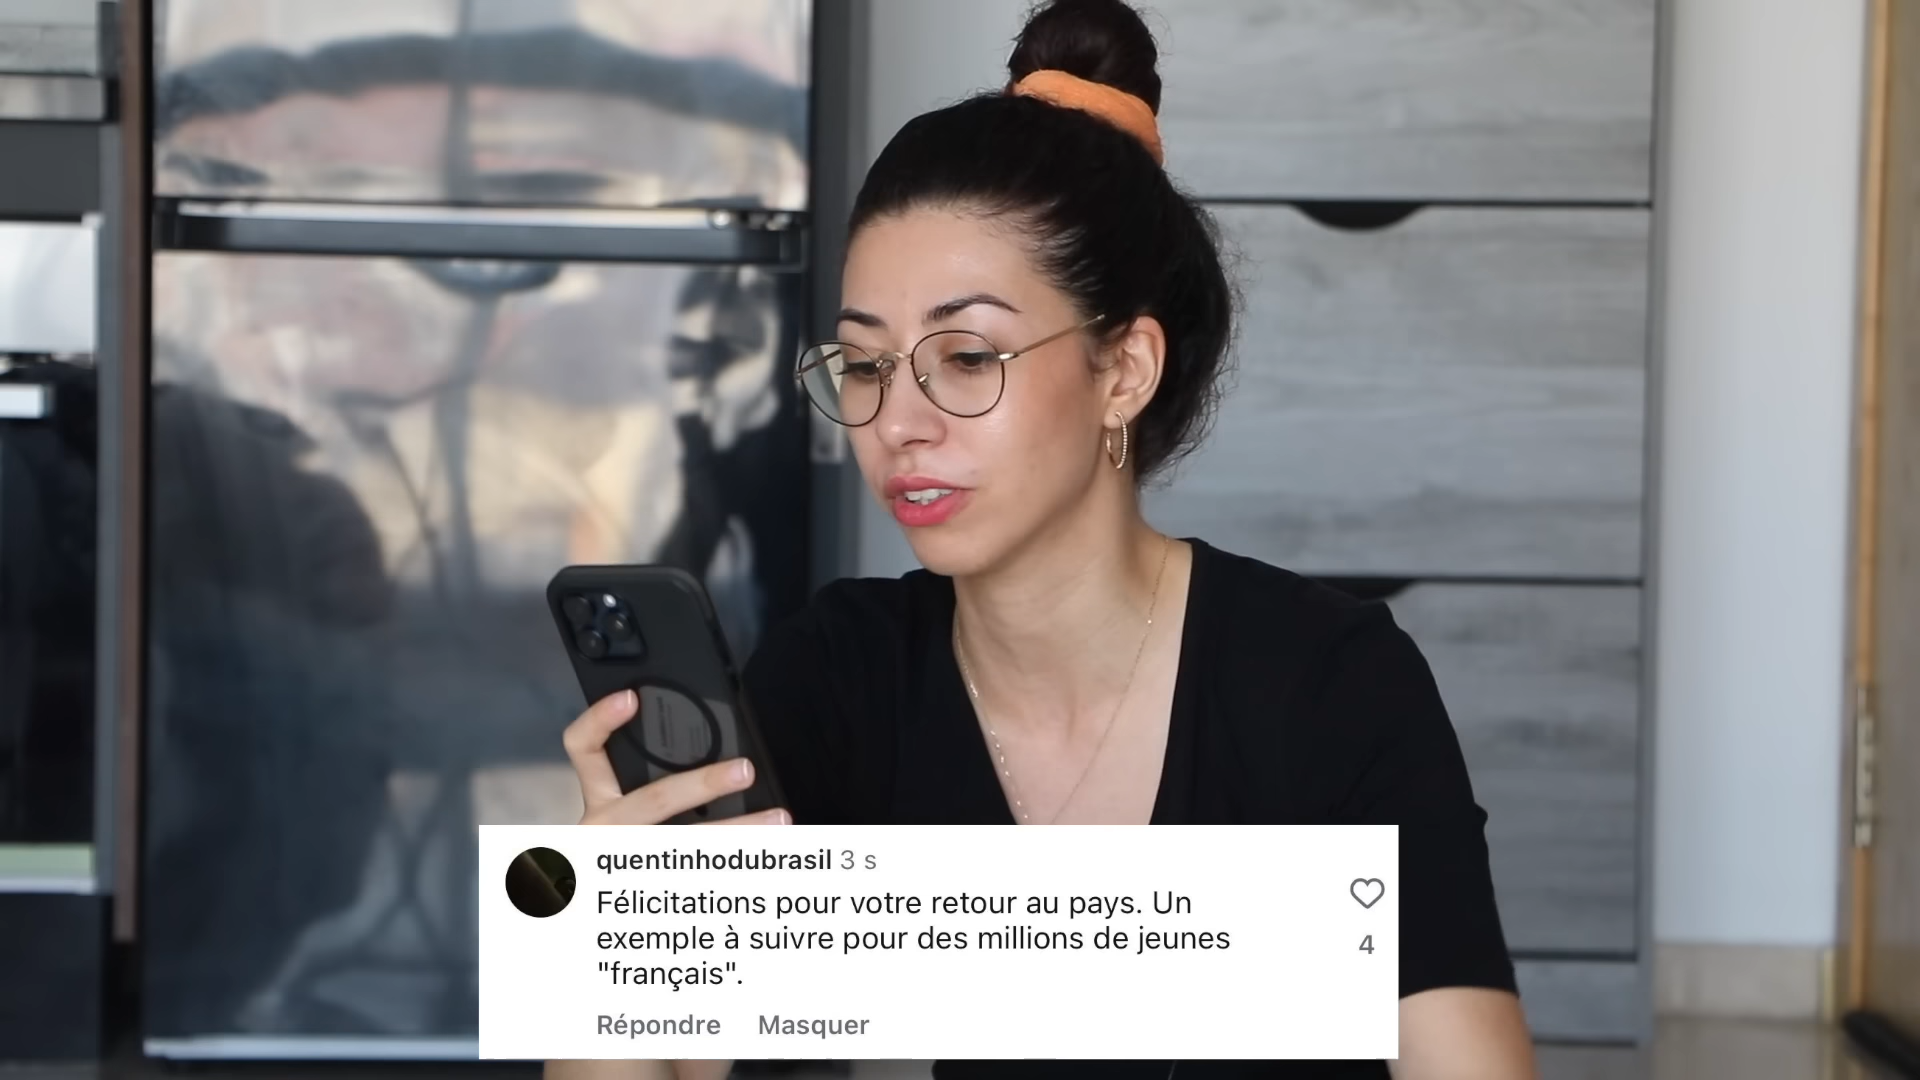 quentinhodubrasil 3 s
Félicitations pour votre retour au pays. Un
exemple à suivre pour des millions de jeunes
"français".
4
Répondre Masquer